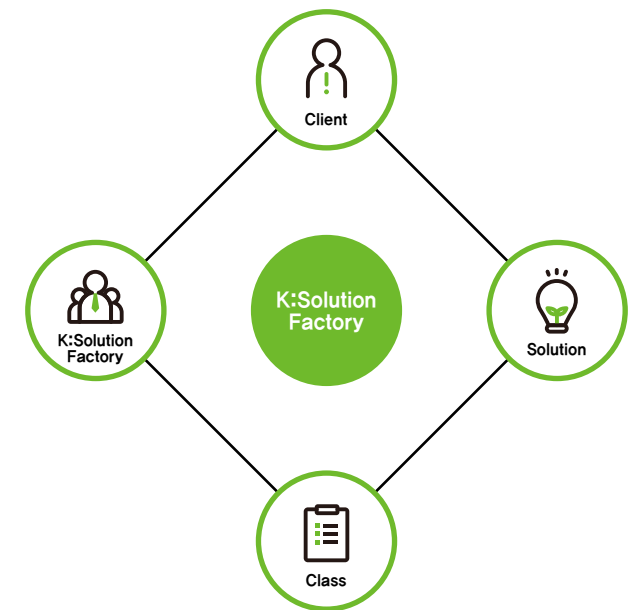 Client
K:Solution
Factory
K:Solution
Factory
Solution
Class